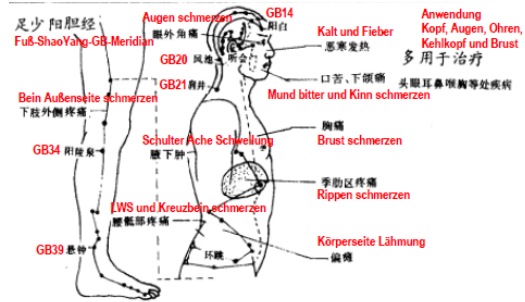 足少阳胆经
Fuß-ShaoYang-GB-Meridian
Augen schmerzen
眼外角痛
GB14
阳白
GB20
风池
听会
GB21
肩井
Kalt und Fieber
恶寒发热
口苦、下颌痛
Mund bitter und Kinn schmerzen
Anwendung
Kopf, Augen, Ohren,
Kehlkopf und Brust
多用于治疗
头眼耳鼻喉胸等处疾病
Bein Außenseite schmerzen
下肢外侧疼痛
GB34
阳陵泉
Schulter Ache Schwellung
腋下肿
胸痛
Brust schmerzen
季肋区疼痛
Rippen schmerzen
LWS und Kreuzbein schmerzen
腰骶部疼痛
Körperseite Lähmung
偏瘫
环跳
GB39
悬钟